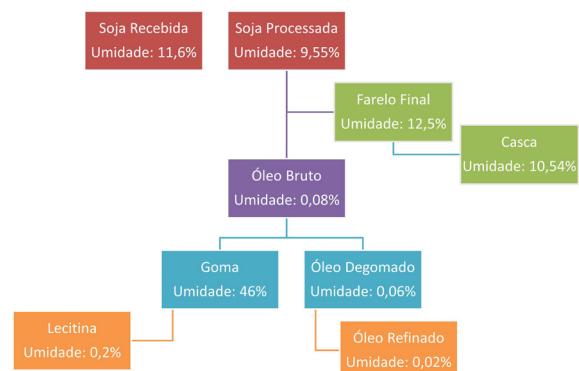 Soja Recebida
Umidade: 11,6%
Soja Processada
Umidade: 9,55%
Farelo Final
Umidade: 12,5%
Casca
Umidade: 10,54%
Óleo Bruto
Umidade: 0,08%
Goma
Umidade: 46%
Óleo Degomado
Umidade: 0,06%
Lecitina
Umidade: 0,2%
Óleo Refinado
Umidade: 0,02%